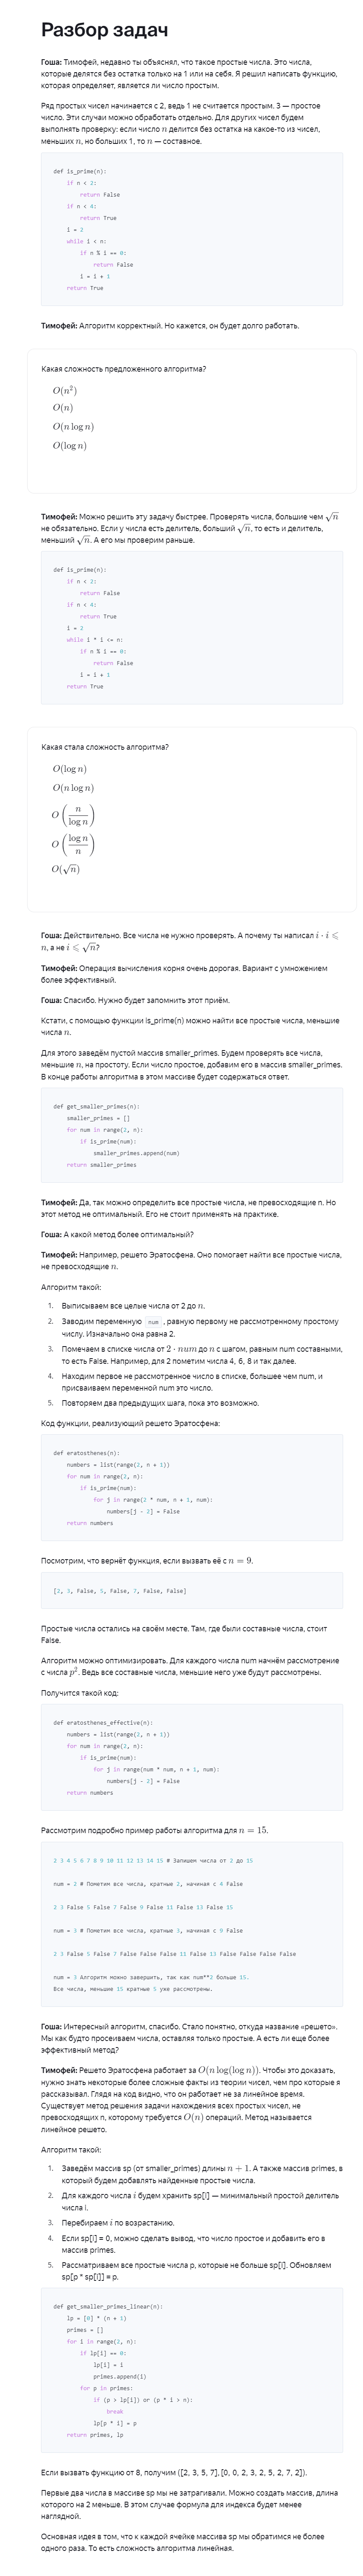 Разбор задач
Гоша: Тимофей, недавно ты объяснял, что такое простые числа. Это числа,
которые делятся без остатка только на 1 или на себя. Я решил написать функцию,
которая определяет, является ли число простым.
Ряд простых чисел начинается с 2, ведь 1 не считается простым. 3 — простое
число. Эти случаи можно обработать отдельно. Для других чисел будем
выполнять проверку: если число n делится без остатка на какое-то из чисел,
меньших n, но больших 1, то n — составное.
def is_prime(n):
if n < 2:
return False
if n < 4:
return True
i = 2
while i < n:
if n % i == 0:
return False
i = i + 1
return True
Тимофей: Алгоритм корректный. Но кажется, он будет долго работать.
Какая сложность предложенного алгоритма?
O(n²)
O(n)
O(n log n)
O(log n)
Тимофей: Можно решить эту задачу быстрее. Проверять числа, большие чем √n
не обязательно. Если у числа есть делитель, больший √n, то есть и делитель,
меньший √n. А его мы проверим раньше.
def is_prime(n):
if n < 2:
return False
if n < 4:
return True
i = 2
while i * i <= n:
if n % i == 0:
return False
i = i + 1
return True
Какая стала сложность алгоритма?
O(log n)
O(n log n)
O(n / log n)
O(log n / n)
O(√n)
Гоша: Действительно. Все числа не нужно проверять. А почему ты написал i · i ⩽
n, а не i ⩽ √n?
Тимофей: Операция вычисления корня очень дорогая. Вариант с умножением
более эффективный.
Гоша: Спасибо. Нужно будет запомнить этот приём.
Кстати, с помощью функции is_prime(n) можно найти все простые числа, меньшие
числа n.
Для этого заведём пустой массив smaller_primes. Будем проверять все числа,
меньшие n, на простоту. Если число простое, добавим его в массив smaller_primes.
В конце работы алгоритма в этом массиве будет содержаться ответ.
def get_smaller_primes(n):
smaller_primes = []
for num in range(2, n):
if is_prime(num):
smaller_primes.append(num)
return smaller_primes
Тимофей: Да, так можно определить все простые числа, не превосходящие n. Но
этот метод не оптимальный. Его не стоит применять на практике.
Гоша: А какой метод более оптимальный?
Тимофей: Например, решето Эратосфена. Оно помогает найти все простые числа,
не превосходящие n.
Алгоритм такой:
1. Выписываем все целые числа от 2 до n.
2. Заводим переменную num, равную первому не рассмотренному простому
числу. Изначально она равна 2.
3. Помечаем в списке числа от 2 · num до n с шагом, равным num составными,
то есть False. Например, для 2 пометим числа 4, 6, 8 и так далее.
4. Находим первое не рассмотренное число в списке, большее чем num, и
присваиваем переменной num это число.
5. Повторяем два предыдущих шага, пока это возможно.
Код функции, реализующий решето Эратосфена:
def eratosthenes(n):
numbers = list(range(2, n + 1))
for num in range(2, n):
if is_prime(num):
for j in range(2 * num, n + 1, num):
numbers[j - 2] = False
return numbers
Посмотрим, что вернёт функция, если вызвать её с n = 9.
[2, 3, False, 5, False, 7, False, False]
Простые числа остались на своём месте. Там, где были составные числа, стоит
False.
Алгоритм можно оптимизировать. Для каждого числа num начнём рассмотрение
с числа p². Ведь все составные числа, меньшие него уже будут рассмотрены.
Получится такой код:
def eratosthenes_effective(n):
numbers = list(range(2, n + 1))
for num in range(2, n):
if is_prime(num):
for j in range(num * num, n + 1, num):
numbers[j - 2] = False
return numbers
Рассмотрим подробно пример работы алгоритма для n = 15.
2 3 4 5 6 7 8 9 10 11 12 13 14 15 # Запишем числа от 2 до 15
num = 2 # Пометим все числа, кратные 2, начиная с 4 False
2 3 False 5 False 7 False 9 False 11 False 13 False 15
num = 3 # Пометим все числа, кратные 3, начиная с 9 False
2 3 False 5 False 7 False False False 11 False 13 False False False False
num = 3 Алгоритм можно завершить, так как num**2 больше 15.
Все числа, меньшие 15 кратные 5 уже рассмотрены.
Гоша: Интересный алгоритм, спасибо. Стало понятно, откуда название «решето».
Мы как будто просеиваем числа, оставляя только простые. А есть ли еще более
эффективный метод?
Тимофей: Решето Эратосфена работает за O(n log(log n)). Чтобы это доказать,
нужно знать некоторые более сложные факты из теории чисел, чем про которые я
рассказывал. Глядя на код видно, что он работает не за линейное время.
Существует метод решения задачи нахождения всех простых чисел, не
превосходящих n, которому требуется O(n) операций. Метод называется
линейное решето.
Алгоритм такой:
1. Заведём массив sp (от smaller_primes) длины n + 1. А также массив primes, в
который будем добавлять найденные простые числа.
2. Для каждого числа i будем хранить sp[i] — минимальный простой делитель
числа i.
3. Перебираем i по возрастанию.
4. Если sp[i] = 0, можно сделать вывод, что число простое и добавить его в
массив primes.
5. Рассматриваем все простые числа p, которые не больше sp[i]. Обновляем
sp[p * sp[i]] = p.
def get_smaller_primes_linear(n):
lp = [0] * (n + 1)
primes = []
for i in range(2, n):
if lp[i] == 0:
lp[i] = i
primes.append(i)
for p in primes:
if (p > lp[i]) or (p * i > n):
break
lp[p * i] = p
return primes, lp
Если вызвать функцию от 8, получим ([2, 3, 5, 7], [0, 0, 2, 3, 2, 5, 2, 7, 2]).
Первые два числа в массиве sp мы не затрагивали. Можно создать массив, длина
которого на 2 меньше. В этом случае формула для индекса будет менее
наглядной.
Основная идея в том, что к каждой ячейке массива sp мы обратимся не более
одного раза. То есть сложность алгоритма линейная.